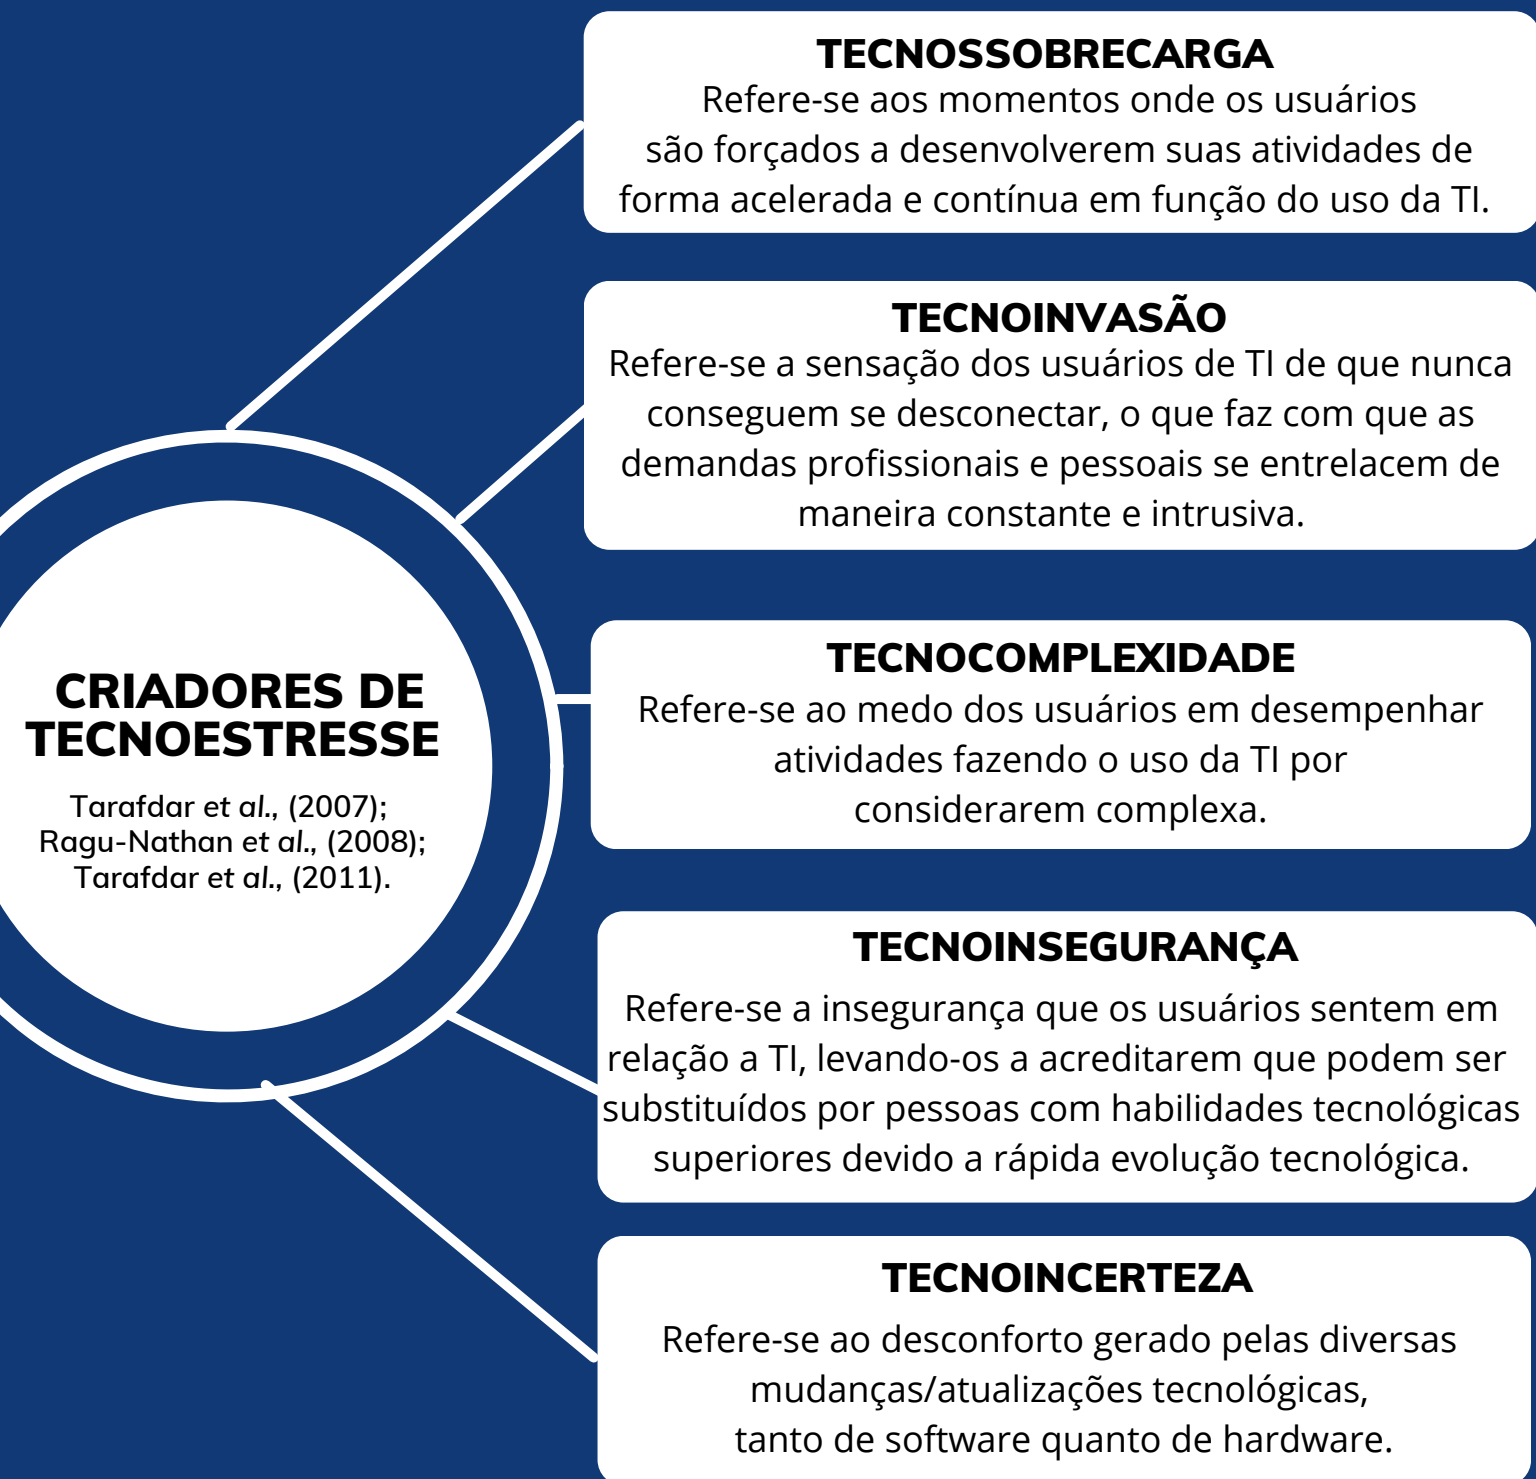 CRIADORES DE
TECNOESTRESSE
Tarafdar et al., (2007);
Ragu-Nathan et al., (2008);
Tarafdar et al., (2011).
TECNOSSOBRECARGA
Refere-se aos momentos onde os usuários
são forçados a desenvolverem suas atividades de
forma acelerada e contínua em função do uso da TI.
TECNOINVASÃO
Refere-se a sensação dos usuários de TI de que nunca
conseguem se desconectar, o que faz com que as
demandas profissionais e pessoais se entrelacem de
maneira constante e intrusiva.
TECNOCOMPLEXIDADE
Refere-se ao medo dos usuários em desempenhar
atividades fazendo o uso da TI por
considerarem complexa.
TECNOINSEGURANÇA
Refere-se a insegurança que os usuários sentem em
relação a TI, levando-os a acreditarem que podem ser
substituídos por pessoas com habilidades tecnológicas
superiores devido a rápida evolução tecnológica.
TECNOINCERTEZA
Refere-se ao desconforto gerado pelas diversas
mudanças/atualizações tecnológicas,
tanto de software quanto de hardware.